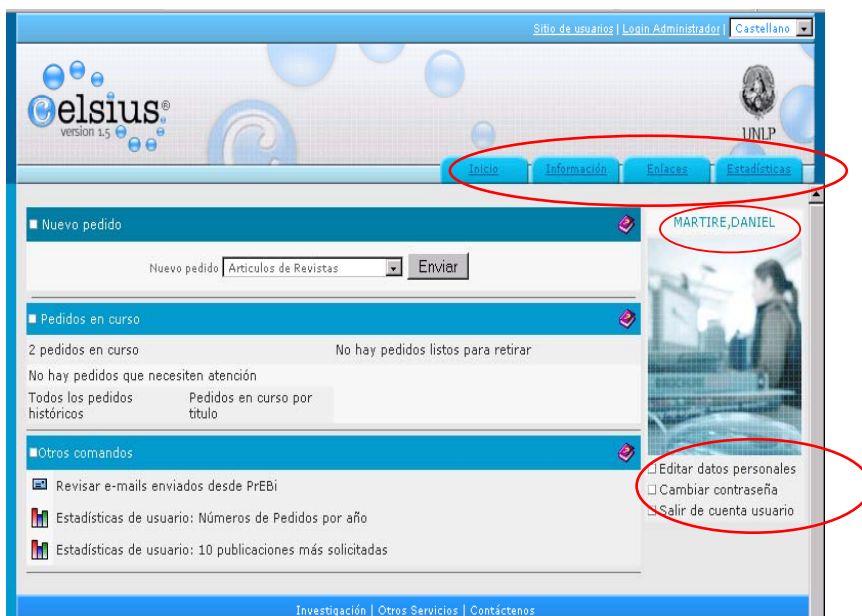 Sitio de usuarios | Login Administrador | Castellano
Celsius®
version 1.5
UNLP
Inicio Información Enlaces Estadísticas
Nuevo pedido
MARTIRE,DANIEL
Nuevo pedido Articulos de Revistas Enviar
Pedidos en curso
2 pedidos en curso No hay pedidos listos para retirar
No hay pedidos que necesiten atención
Todos los pedidos históricos
Pedidos en curso por titulo
BROCHURE
Otros comandos
Editar datos personales
Cambiar contraseña
Salir de cuenta usuario
Revisar e-mails enviados desde PrEBi
Estadísticas de usuario: Números de Pedidos por año
Estadísticas de usuario: 10 publicaciones más solicitadas
Investigación | Otros Servicios | Contáctenos